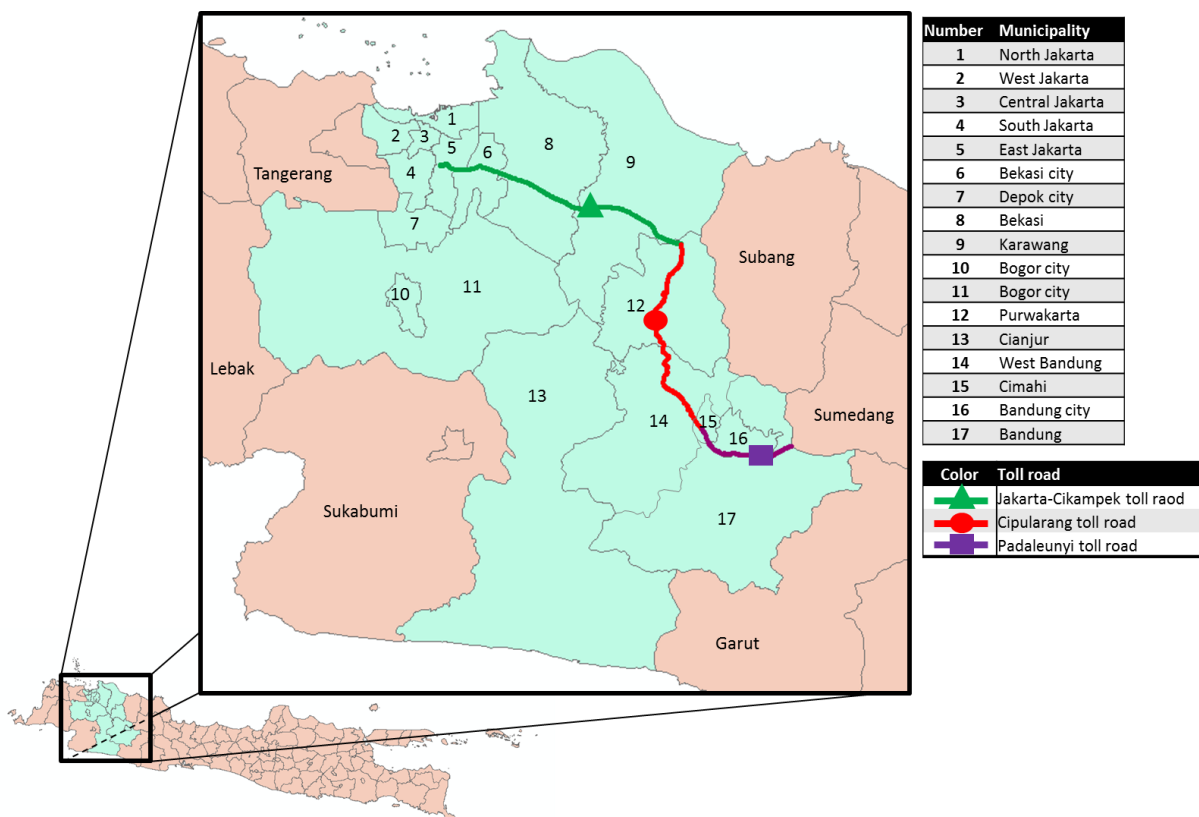 Number Municipality
1 North Jakarta
2 West Jakarta
3 Central Jakarta
4 South Jakarta
5 East Jakarta
6 Bekasi city
7 Depok city
8 Bekasi
9 Karawang
10 Bogor city
11 Bogor city
12 Purwakarta
13 Cianjur
14 West Bandung
15 Cimahi
16 Bandung city
17 Bandung
Color Toll road
Jakarta-Cikampek toll raod
Cipularang toll road
Padaleunyi toll road
1
2
3
5
6
8
9
4
Tangerang
7
Subang
10
11
12
Lebak
13
14
15
16
Sumedang
Sukabumi
17
Garut